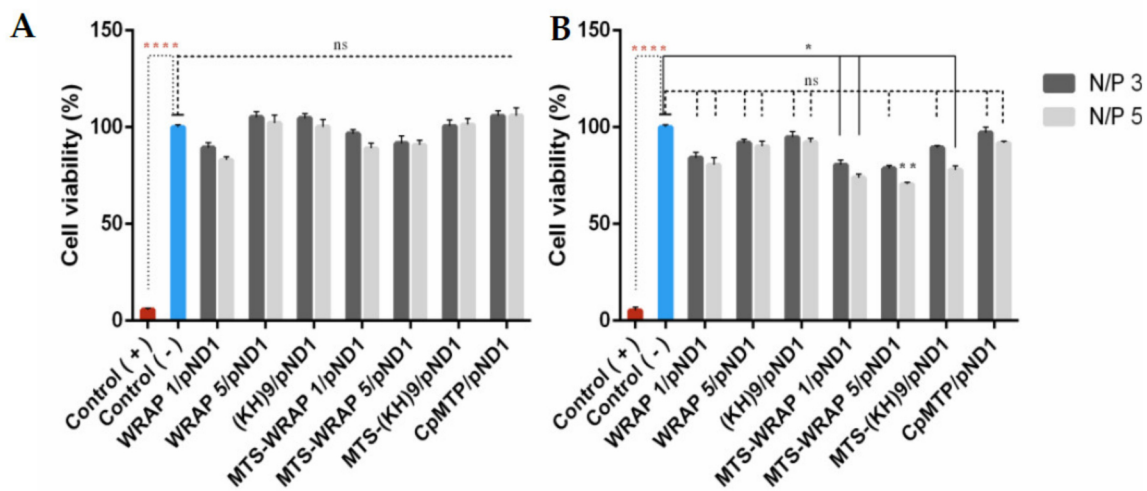 A
150
100
50
0
Cell viability (%)
****
ns
Control (+)
Control (-)
WRAP 1/pND1
WRAP 5/pND1
(KH)9/pND1
MTS-WRAP 1/pND1
MTS-WRAP 5/pND1
MTS-(KH)9/pND1
CpMTP/pND1
B
150
100
50
0
Cell viability (%)
****
*
ns
**
Control (+)
Control (-)
WRAP 1/pND1
WRAP 5/pND1
(KH)9/pND1
MTS-WRAP 1/pND1
MTS-WRAP 5/pND1
MTS-(KH)9/pND1
CpMTP/pND1
N/P 3
N/P 5